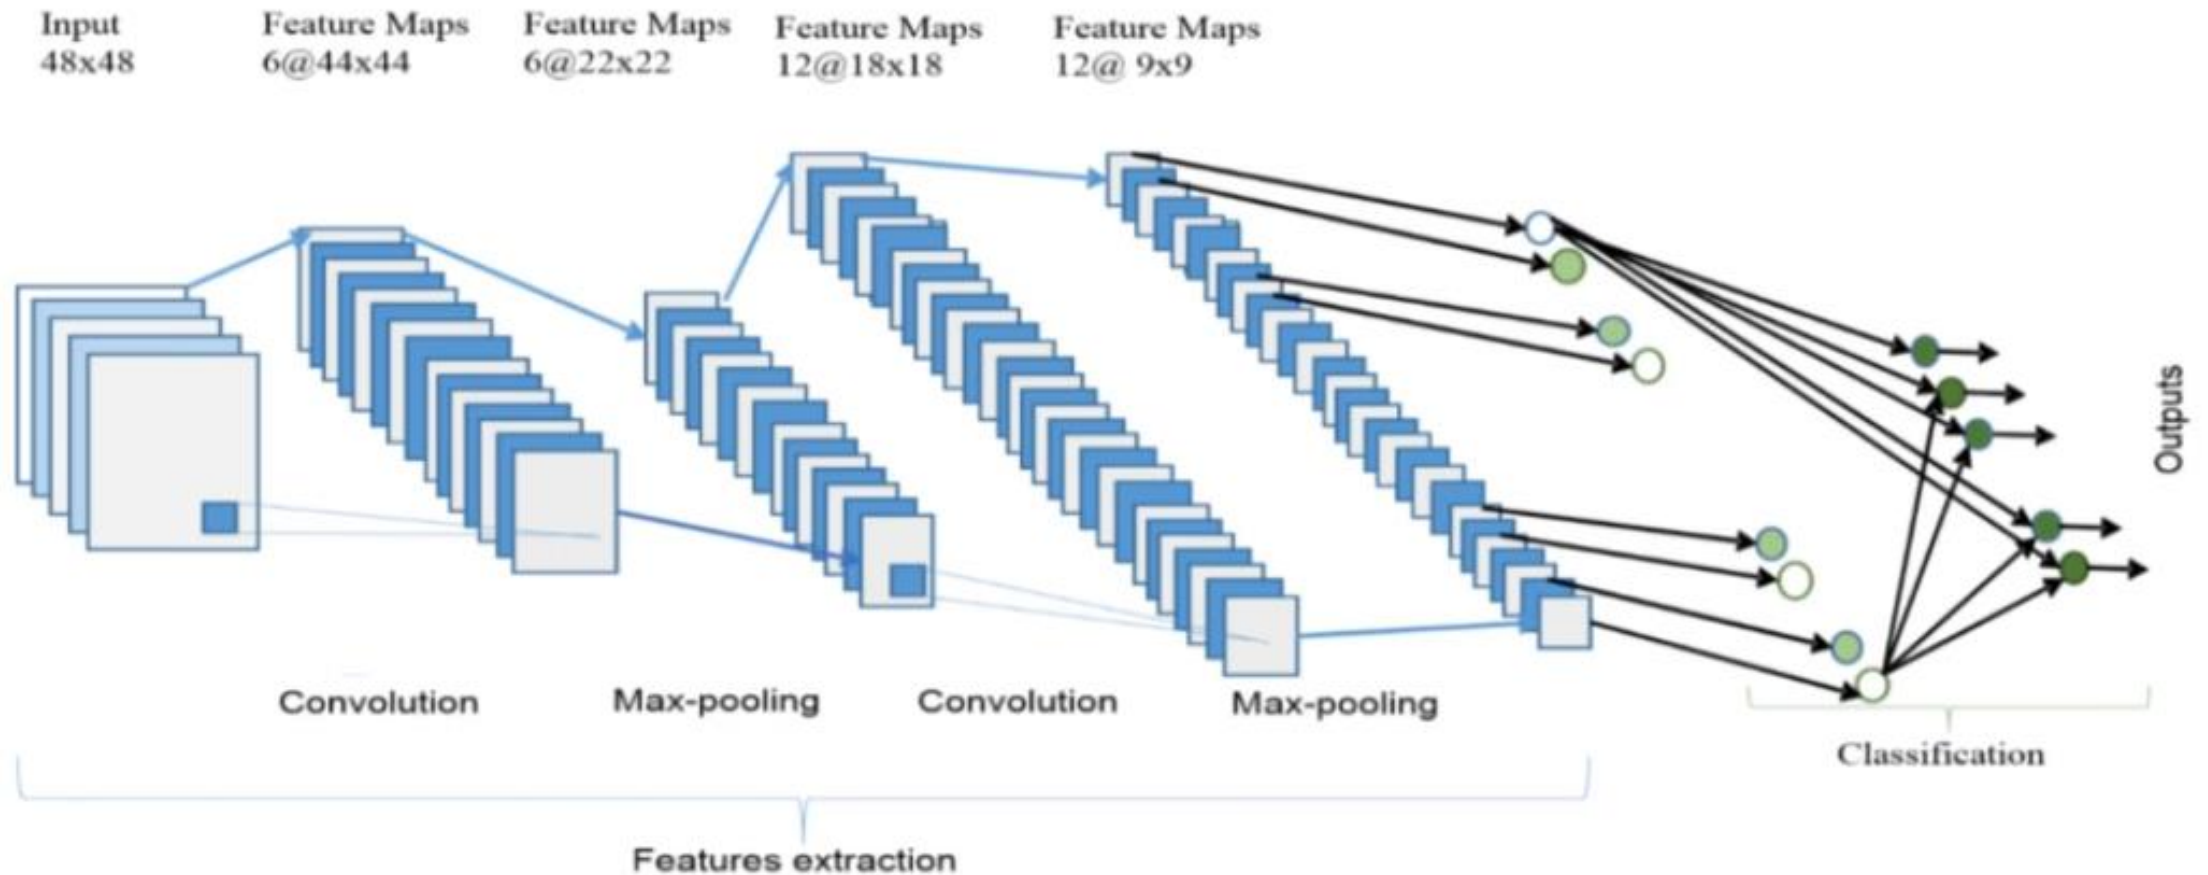 Input
48x48
Feature Maps
6@44x44
Feature Maps
6@22x22
Feature Maps
12@18x18
Feature Maps
12@ 9x9
Outputs
Convolution
Max-pooling
Convolution
Max-pooling
Classification
Features extraction